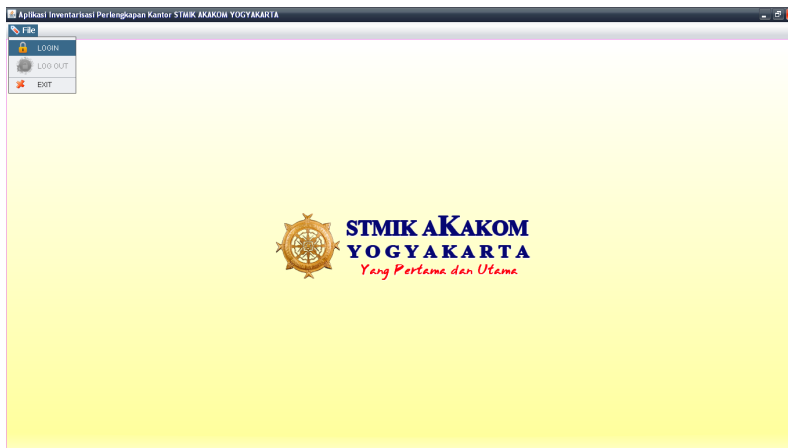 Aplikasi Inventarisasi Perlengkapan Kantor STMIK AKAKOM YOGYAKARTA
File
LOGIN
LOG OUT
EXIT
STMIK aKAKOM
YOGYAKARTA
Yang Pertama dan Utama